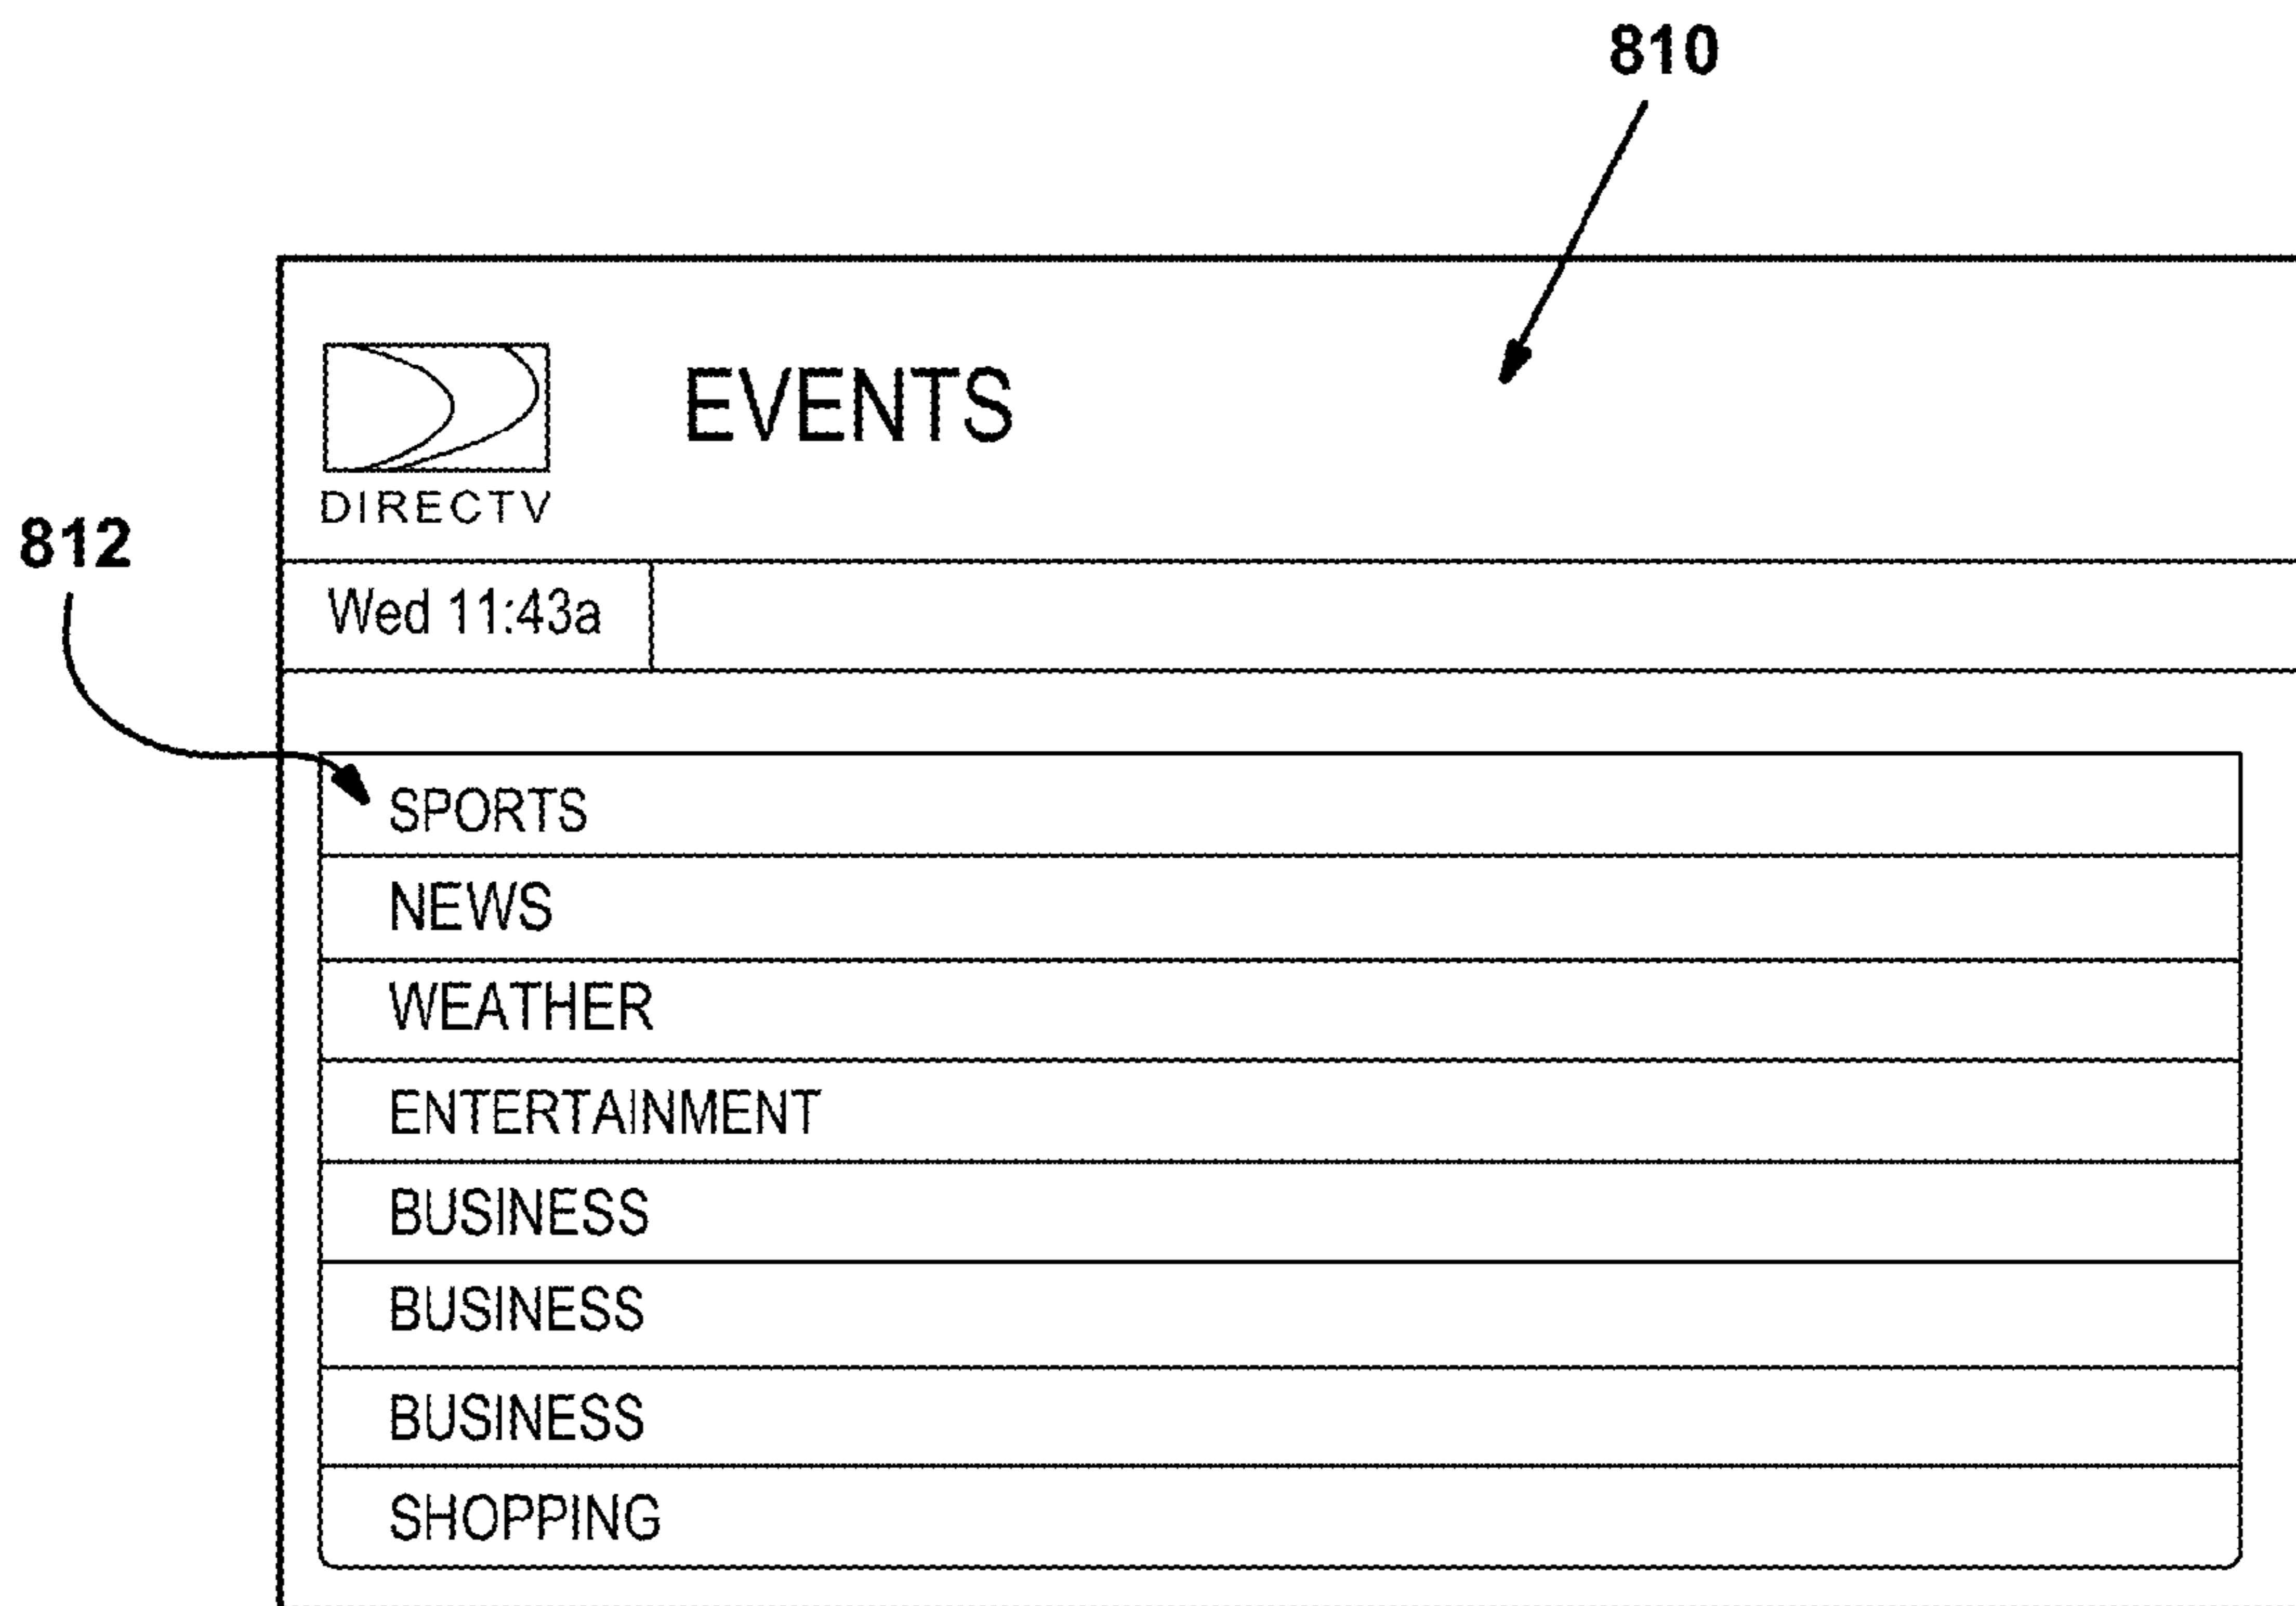 810
EVENTS
DIRECTV
812
Wed 11:43a
SPORTS
NEWS
WEATHER
ENTERTAINMENT
BUSINESS
BUSINESS
BUSINESS
SHOPPING